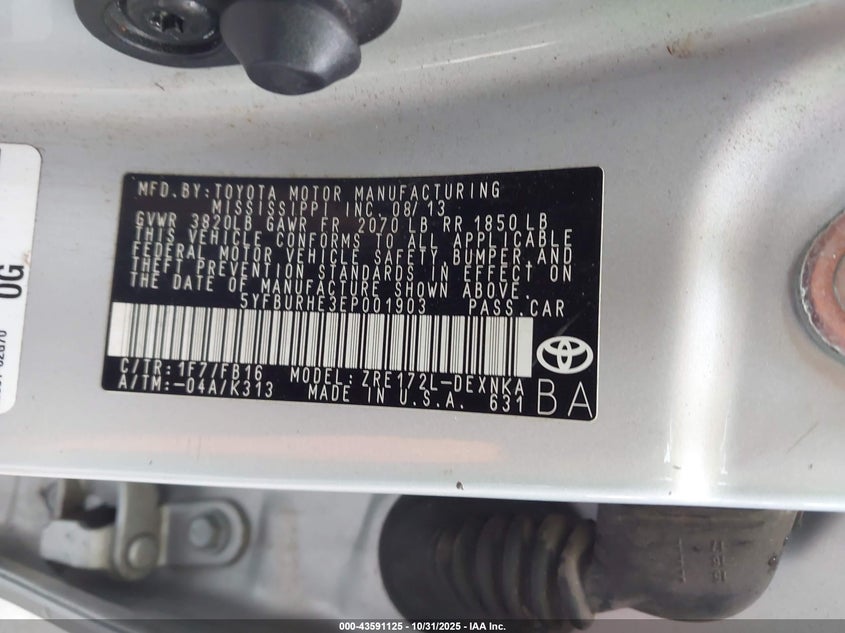 MFD.BY:TOYOTA MOTOR MANUFACTURING
MISSISSIPPI INC. 08/13
GVWR 3820LB GAWR FR 2070 LB RR 1850 LB
THIS VEHICLE CONFORMS TO ALL APPLICABLE
FEDERAL MOTOR VEHICLE SAFETY, BUMPER, AND
THEFT PREVENTION STANDARDS IN EFFECT ON
THE DATE OF MANUFACTURE SHOWN ABOVE.
5YFBURHE3EP001903 PASS.CAR
C/TR:1F7/FB16 MODEL:ZRE172L-DEXNKA
A/TM:-04A/K313 MADE IN U.S.A. 631
BA
0G
000-43591125 - 10/31/2025 - IAA Inc.